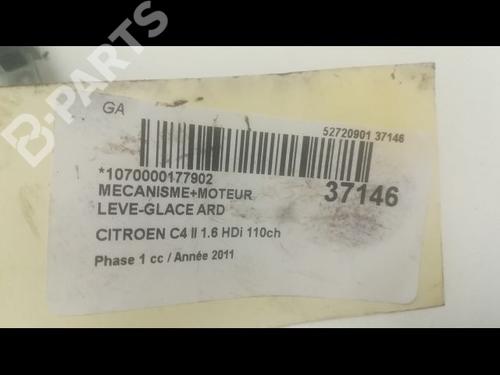 B-PARTS
GA
52720901 37146
*1070000177902
37146
MECANISME+MOTEUR
LEVE-GLACE ARD
CITROEN C4 II 1.6 HDi 110ch
Phase 1 cc / Année 2011